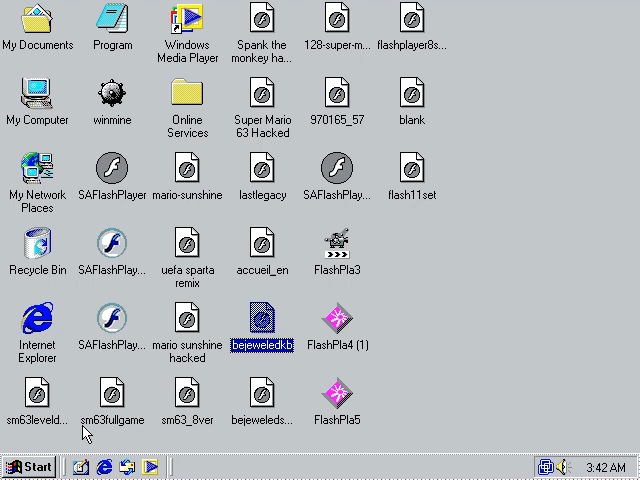 My Documents
Program
Windows
Media Player
Spank the
monkey ha...
128-super-m...
flashplayer8s...
My Computer
winmine
Online
Services
Super Mario
63 Hacked
970165_57
blank
My Network
Places
SAFlashPlayer
mario-sunshine
lastlegacy
SAFlashPlay...
flash11set
Recycle Bin
SAFlashPlay...
uefa sparta
remix
accueil_en
FlashPla3
Internet
Explorer
SAFlashPlay...
mario sunshine
hacked
bejeweledkb
FlashPla4 (1)
sm63leveld...
sm63fullgame
sm63_8ver
bejeweleds...
FlashPla5
Start
3:42 AM